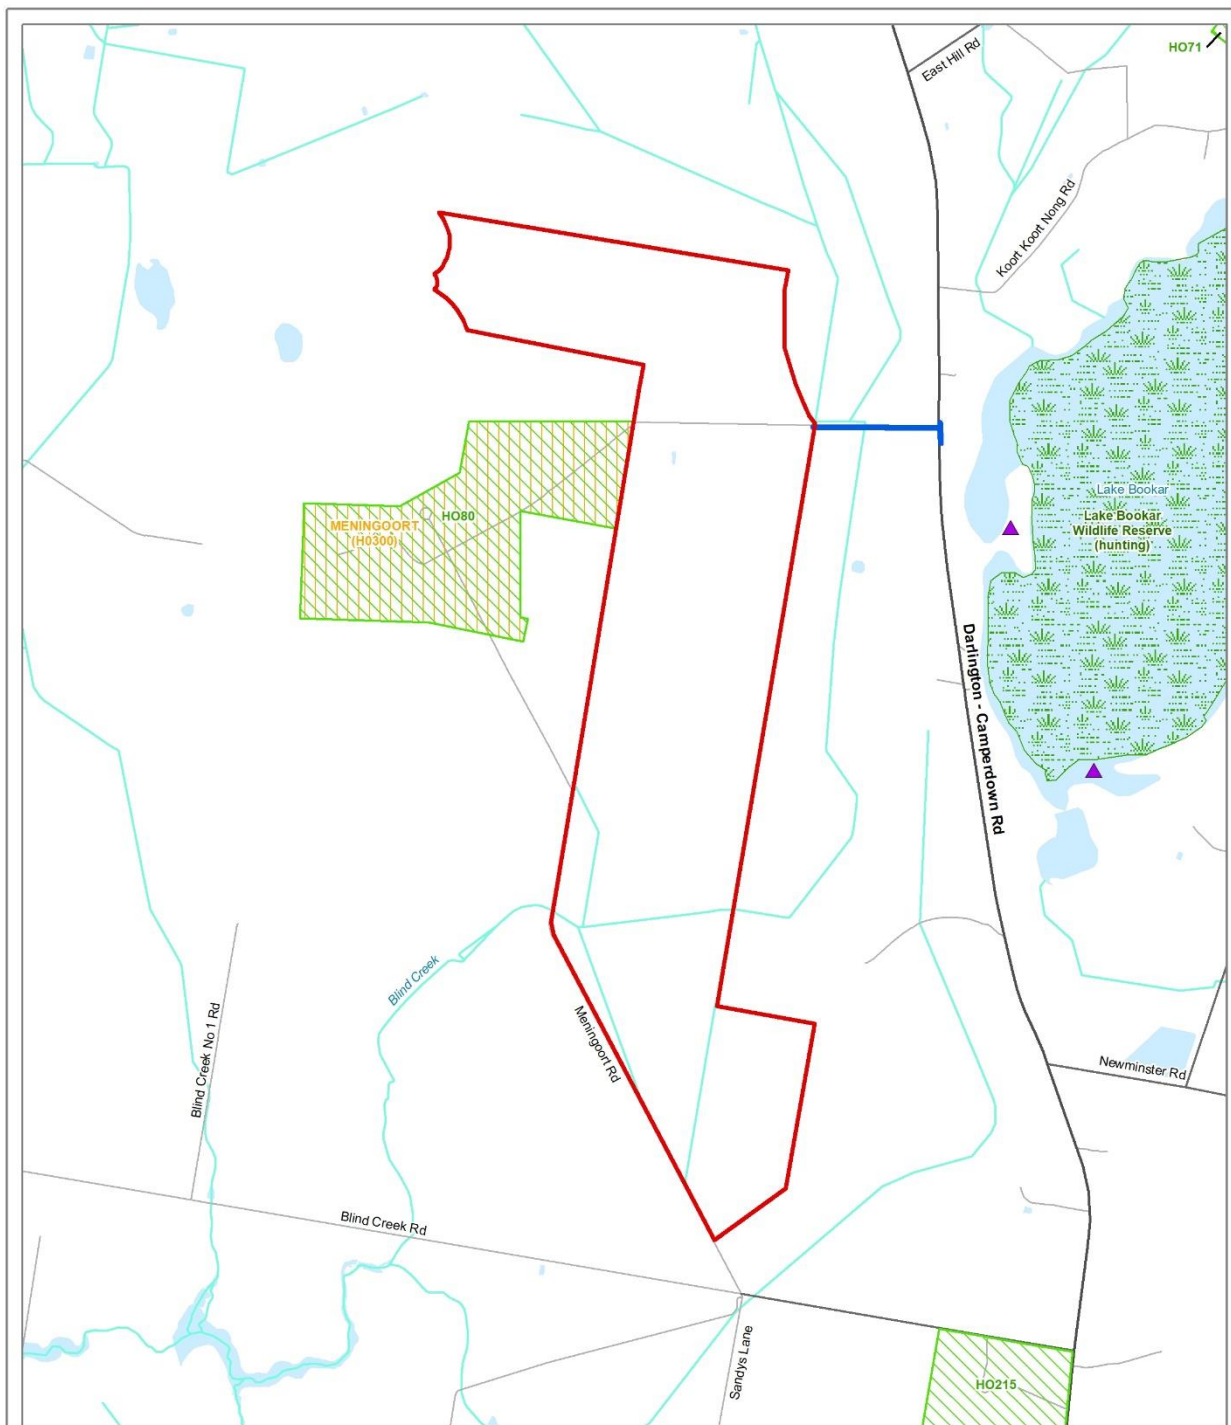 HO71
East Hill Rd
Koort Koort Nong Rd
Lake Bookar
Lake Bookar
Wildlife Reserve
(hunting)
HO80
MENINGOORT
(H0300)
Darlington - Camperdown Rd
Blind Creek
Meningoort Rd
Blind Creek No 1 Rd
Newminster Rd
Blind Creek Rd
Sandys Lane
HO215